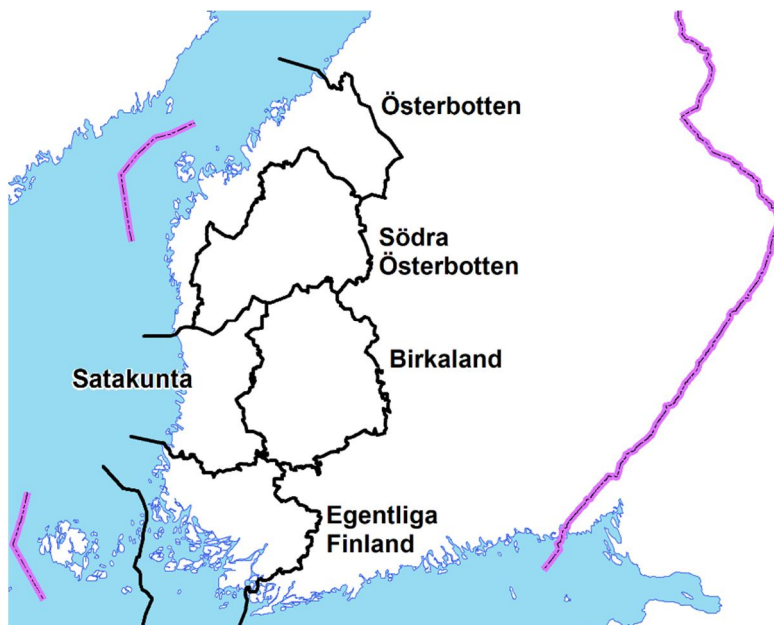 Österbotten
Södra
Österbotten
Birkaland
Satakunta
Egentliga
Finland